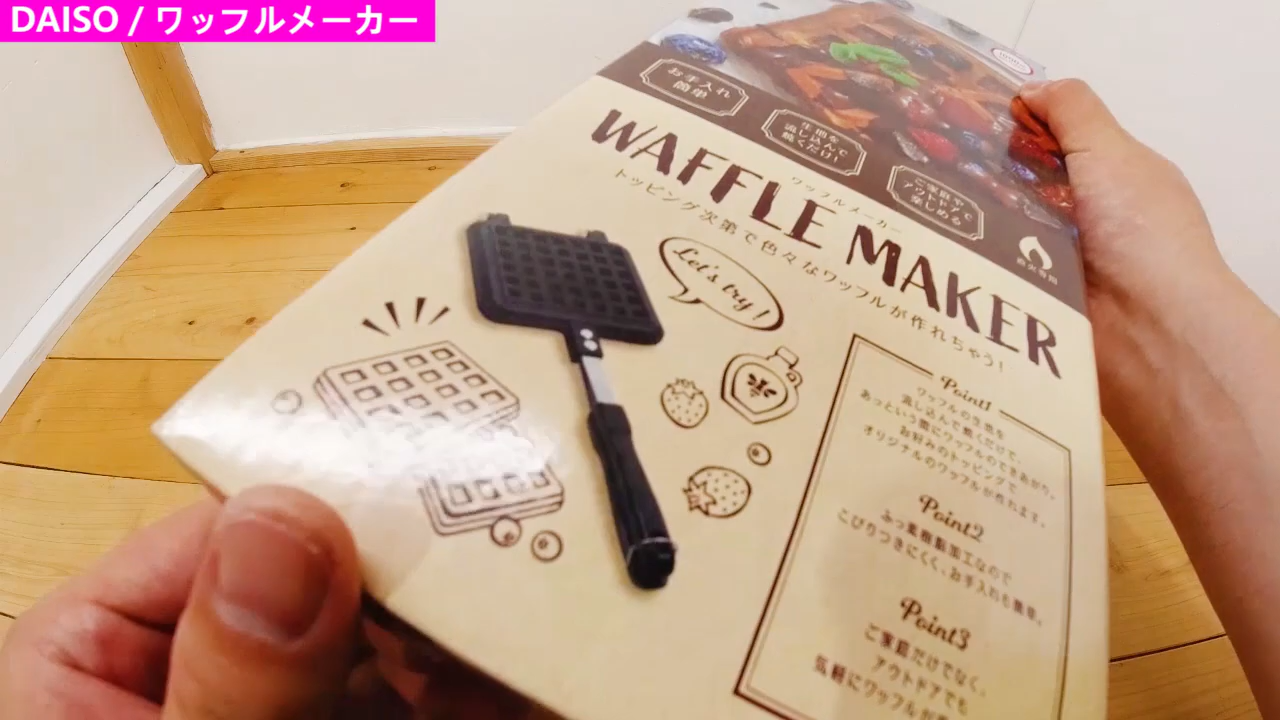 DAISO / ワッフルメーカー
お手入れ
簡単
生地を
流し込んで
焼くだけ!
ご家庭や
アウトドアで
楽しめる
直火専用
ワッフルメーカー
WAFFLE MAKER
トッピング次第で色々なワッフルが作れちゃう!
Let's try!
Point1
ワッフルの生地を
流し込んで焼くだけで、
あっという間にワッフルのできあがり。
お好みのトッピングで
オリジナルのワッフルが作れます。
Point2
ふっ素樹脂加工なので
こびりつきにくく、お手入れも簡単。
Point3
ご家庭だけでなく、
アウトドアでも
気軽にワッフルが